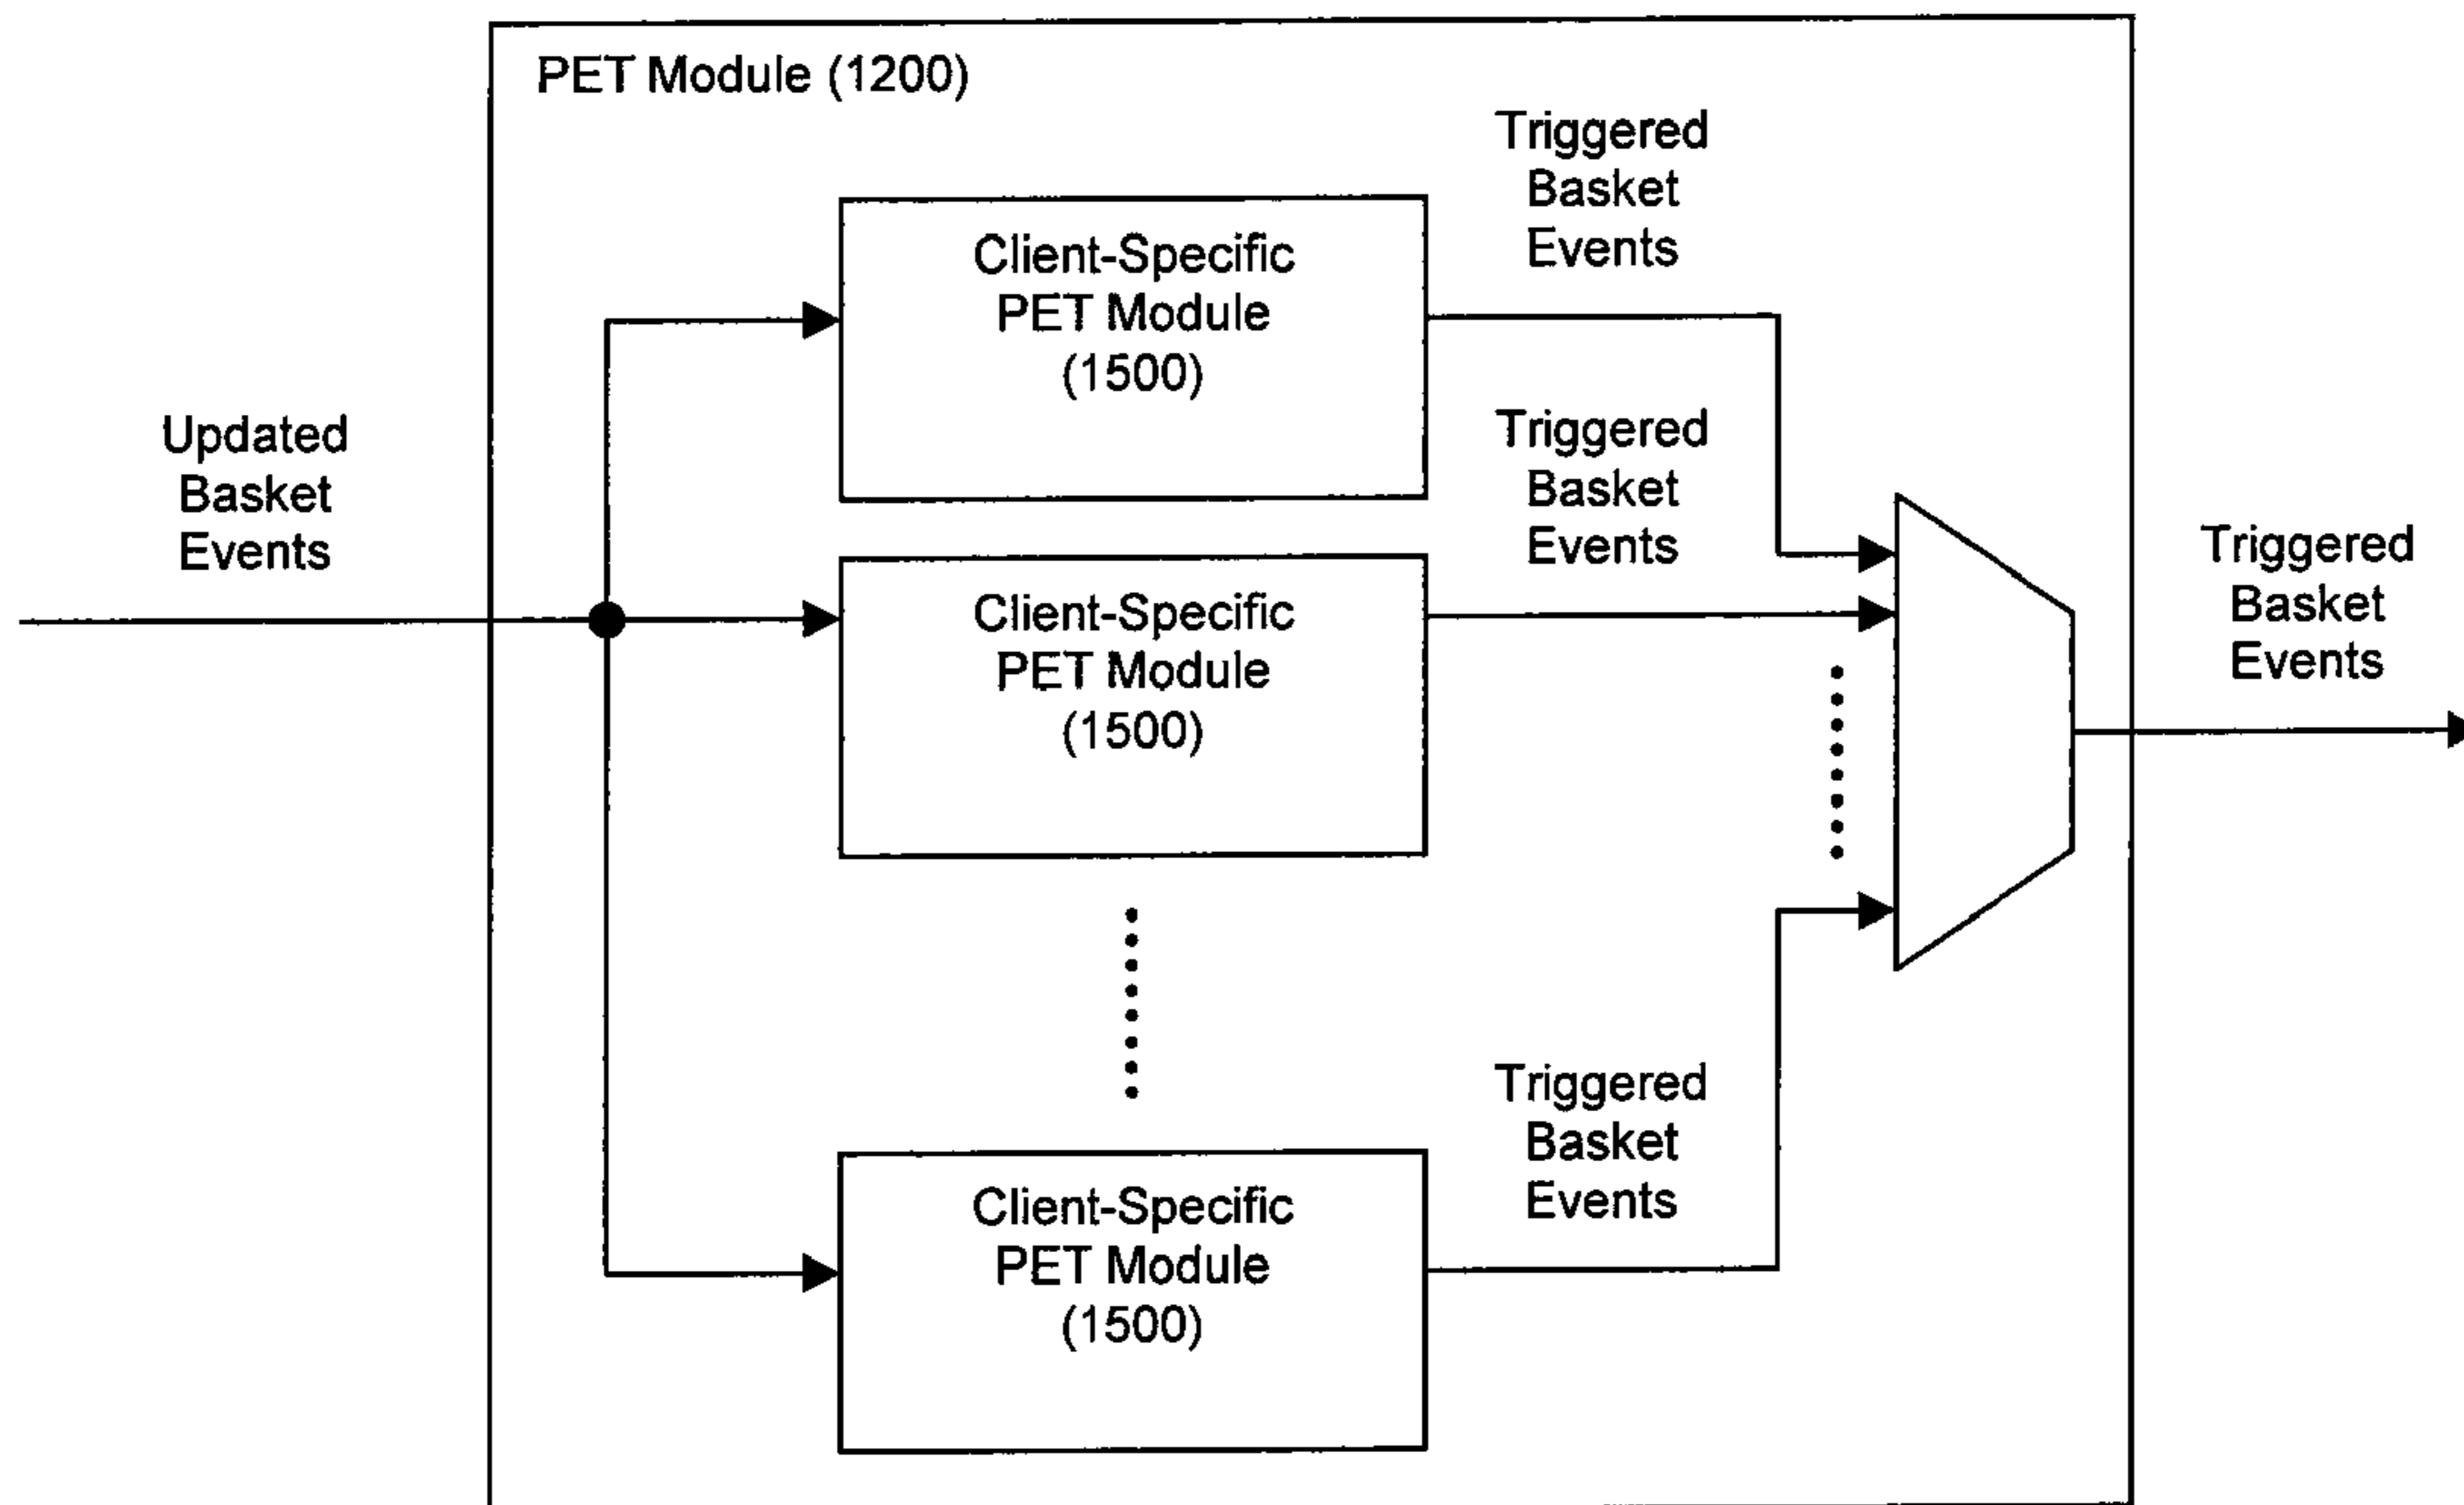 PET Module (1200)
Triggered
Basket
Events
Client-Specific
PET Module
(1500)
Updated
Basket
Events
Triggered
Basket
Events
Client-Specific
PET Module
(1500)
Triggered
Basket
Events
Triggered
Basket
Events
Client-Specific
PET Module
(1500)